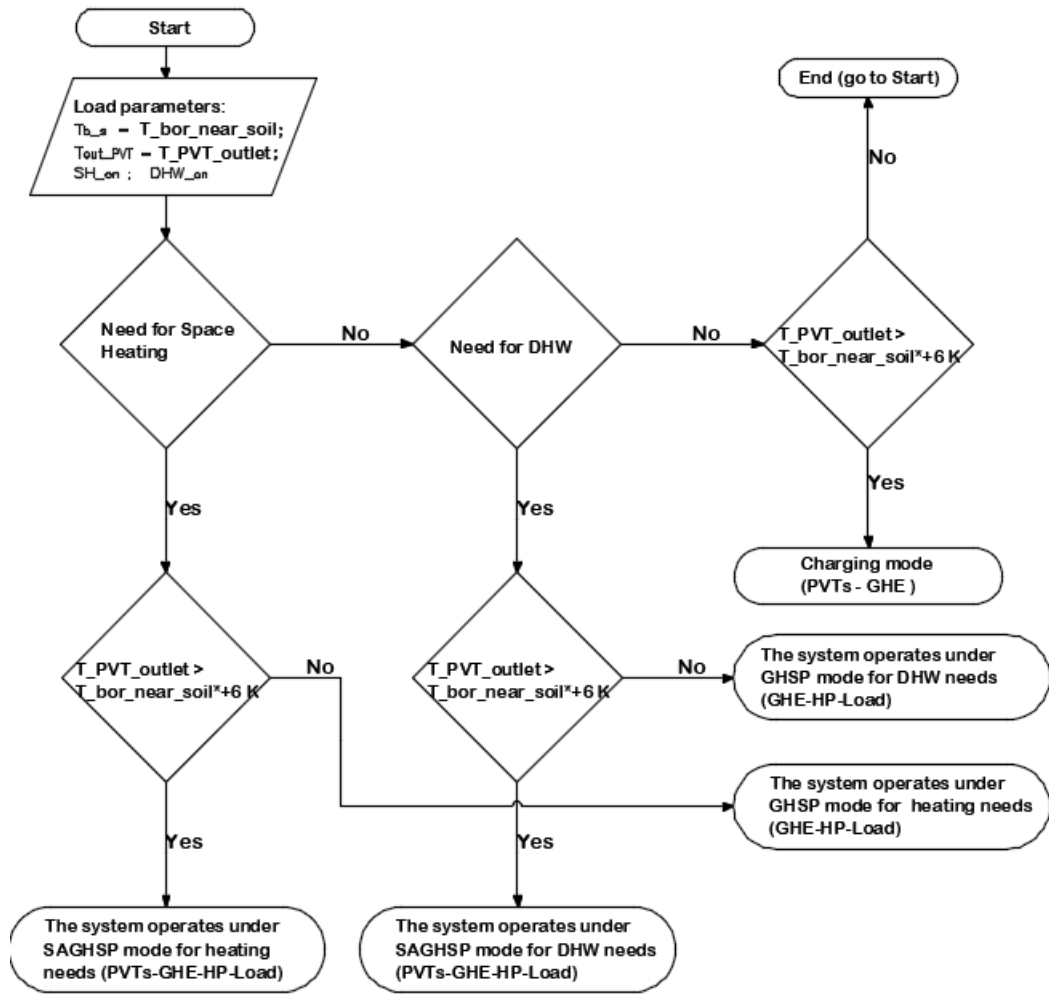 Start
Load parameters:
Tb_s = T_bor_near_soil;
Tout_PVT = T_PVT_outlet;
SH_on ; DHW_on
End (go to Start)
No
Need for Space
Heating
No
Need for DHW
No
T_PVT_outlet >
T_bor_near_soil*+6 K
Yes
Yes
Yes
Charging mode
(PVTs - GHE )
T_PVT_outlet >
T_bor_near_soil*+6 K
No
T_PVT_outlet >
T_bor_near_soil*+6 K
No
The system operates under
GHSP mode for DHW needs
(GHE-HP-Load)
The system operates under
GHSP mode for heating needs
(GHE-HP-Load)
Yes
Yes
The system operates under
SAGHSP mode for heating
needs (PVTs-GHE-HP-Load)
The system operates under
SAGHSP mode for DHW needs
(PVTs-GHE-HP-Load)